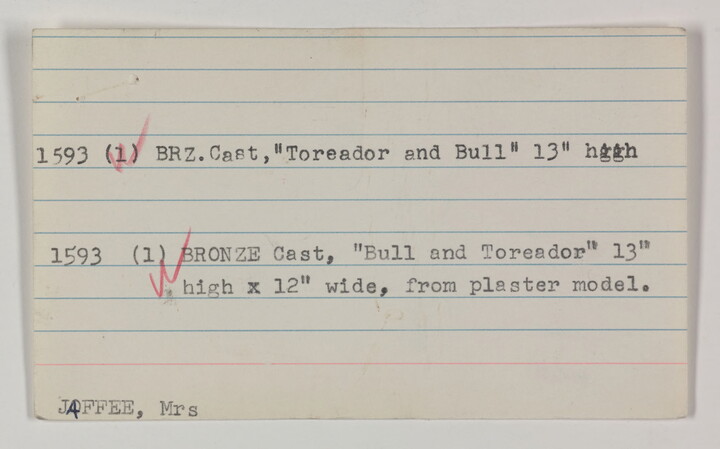 1593 (1) BRZ.Cast,"Toreador and Bull" 13" high
1593 (1) BRONZE Cast, "Bull and Toreador" 13"
high x 12" wide, from plaster model.
JAFFEE, Mrs